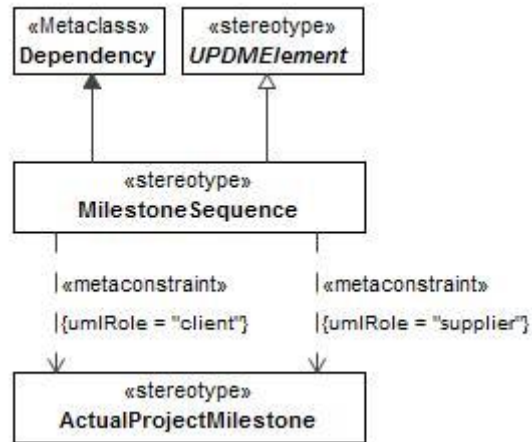 «Metaclass»
Dependency
«stereotype»
UPDMElement
«stereotype»
MilestoneSequence
«metaconstraint»
{umlRole = "client"}
«metaconstraint»
{umlRole = "supplier"}
«stereotype»
ActualProjectMilestone